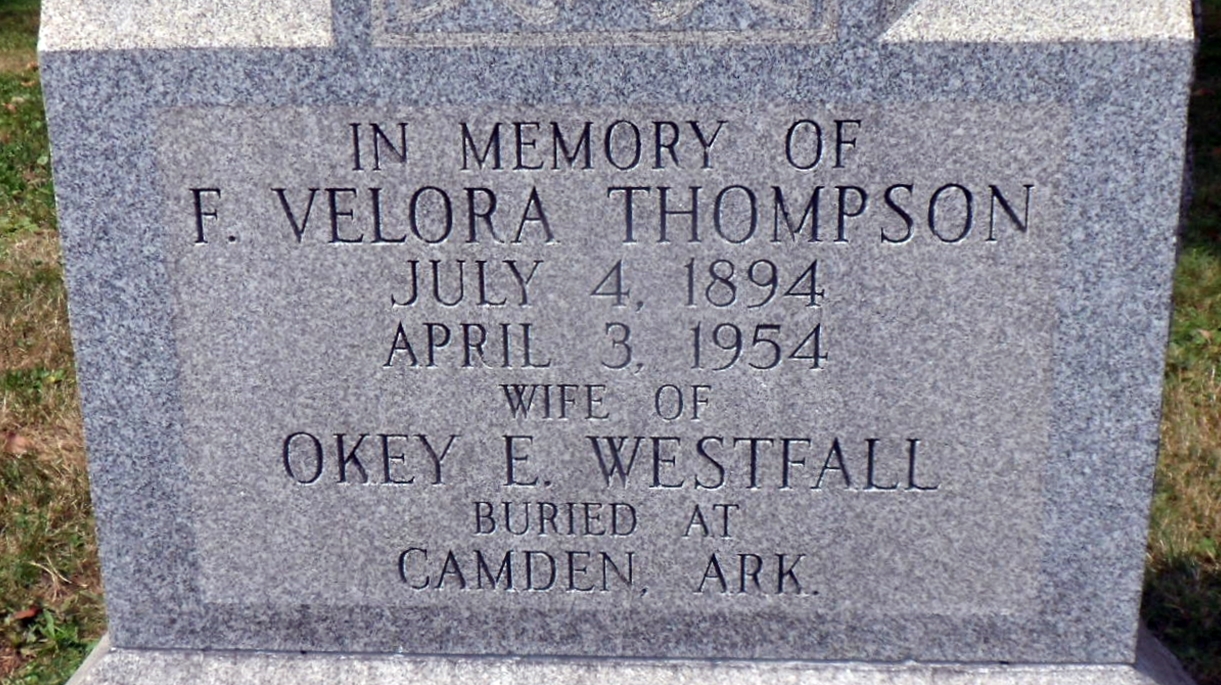 IN MEMORY OF
F. VELORA THOMPSON
JULY 4, 1894
APRIL 3, 1954
WIFE OF
OKEY E. WESTFALL
BURIED AT
CAMDEN, ARK.